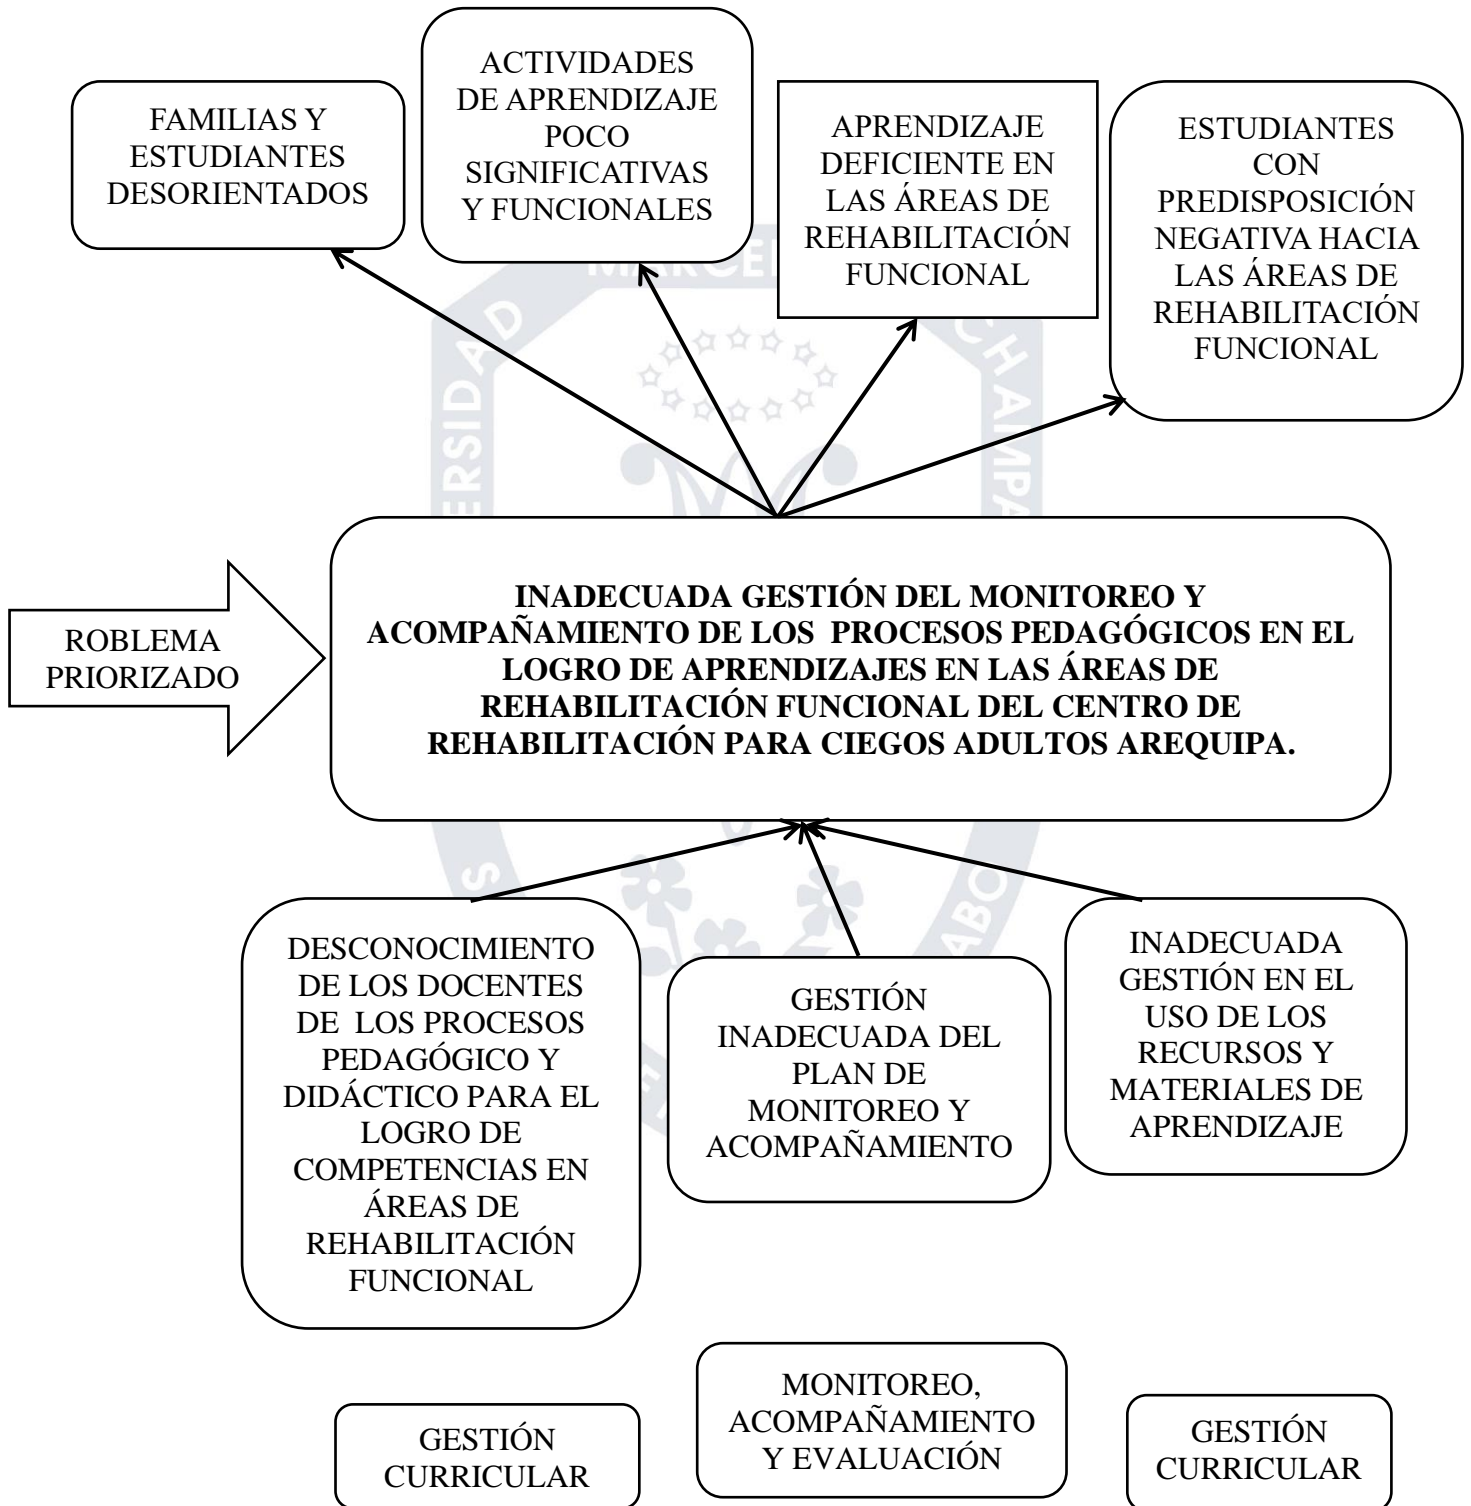 FAMILIAS Y
ESTUDIANTES
DESORIENTADOS
ACTIVIDADES
DE APRENDIZAJE
POCO
SIGNIFICATIVAS
Y FUNCIONALES
APRENDIZAJE
DEFICIENTE EN
LAS ÁREAS DE
REHABILITACIÓN
FUNCIONAL
ESTUDIANTES
CON
PREDISPOSICIÓN
NEGATIVA HACIA
LAS ÁREAS DE
REHABILITACIÓN
FUNCIONAL
ROBLEMA
PRIORIZADO
INADECUADA GESTIÓN DEL MONITOREO Y
ACOMPAÑAMIENTO DE LOS PROCESOS PEDAGÓGICOS EN EL
LOGRO DE APRENDIZAJES EN LAS ÁREAS DE
REHABILITACIÓN FUNCIONAL DEL CENTRO DE
REHABILITACIÓN PARA CIEGOS ADULTOS AREQUIPA.
DESCONOCIMIENTO
DE LOS DOCENTES
DE LOS PROCESOS
PEDAGÓGICO Y
DIDÁCTICO PARA EL
LOGRO DE
COMPETENCIAS EN
ÁREAS DE
REHABILITACIÓN
FUNCIONAL
GESTIÓN
INADECUADA DEL
PLAN DE
MONITOREO Y
ACOMPAÑAMIENTO
INADECUADA
GESTIÓN EN EL
USO DE LOS
RECURSOS Y
MATERIALES DE
APRENDIZAJE
GESTIÓN
CURRICULAR
MONITOREO,
ACOMPAÑAMIENTO
Y EVALUACIÓN
GESTIÓN
CURRICULAR